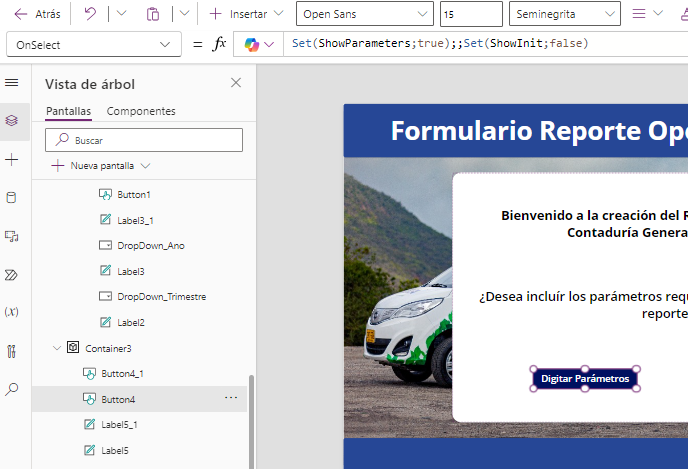 Atrás
Insertar
Open Sans
15
Seminegrita
OnSelect
= fx
Set(ShowParameters;true);;Set(ShowInit;false)
Vista de árbol
Pantallas
Componentes
Buscar
Nueva pantalla
Button1
Label3_1
DropDown_Ano
Label3
DropDown_Trimestre
Label2
Container3
Button4_1
Button4
Label5_1
Label5
(x)
Formulario Reporte Ope
Bienvenido a la creación del R
Contaduría Genera
¿Desea incluír los parámetros requ
reporte
Digitar Parámetros